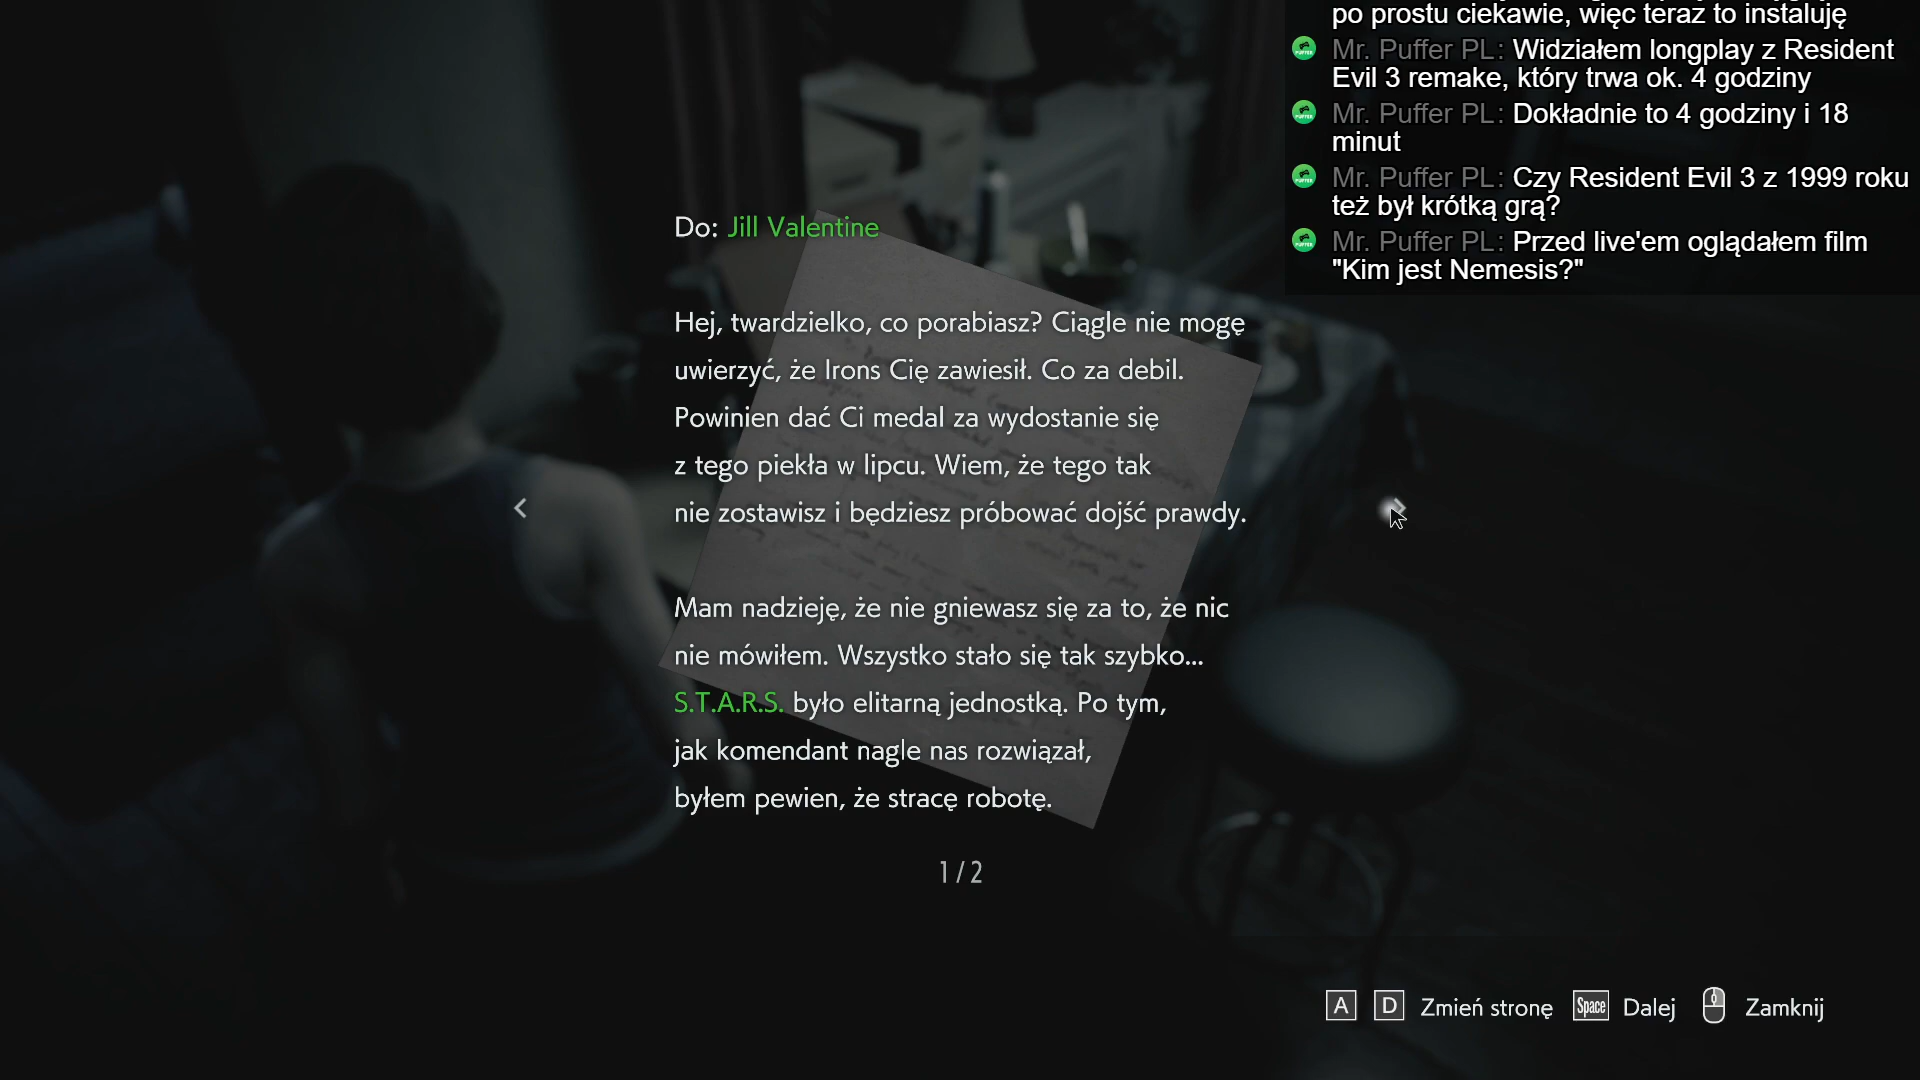 po prostu ciekawie, więc teraz to instaluję
Mr. Puffer PL: Widziałem longplay z Resident
Evil 3 remake, który trwa ok. 4 godziny
Mr. Puffer PL: Dokładnie to 4 godziny i 18
minut
Mr. Puffer PL: Czy Resident Evil 3 z 1999 roku
też był krótką grą?
Mr. Puffer PL: Przed live'em oglądałem film
"Kim jest Nemesis?"
Do: Jill Valentine
Hej, twardzielko, co porabiasz? Ciągle nie mogę
uwierzyć, że Irons Cię zawiesił. Co za debil.
Powinien dać Ci medal za wydostanie się
z tego piekła w lipcu. Wiem, że tego tak
nie zostawisz i będziesz próbować dojść prawdy.
Mam nadzieję, że nie gniewasz się za to, że nic
nie mówiłem. Wszystko stało się tak szybko...
S.T.A.R.S. było elitarną jednostką. Po tym,
jak komendant nagle nas rozwiązał,
byłem pewien, że stracę robotę.
1 / 2
A D Zmień stronę Space Dalej Zamknij